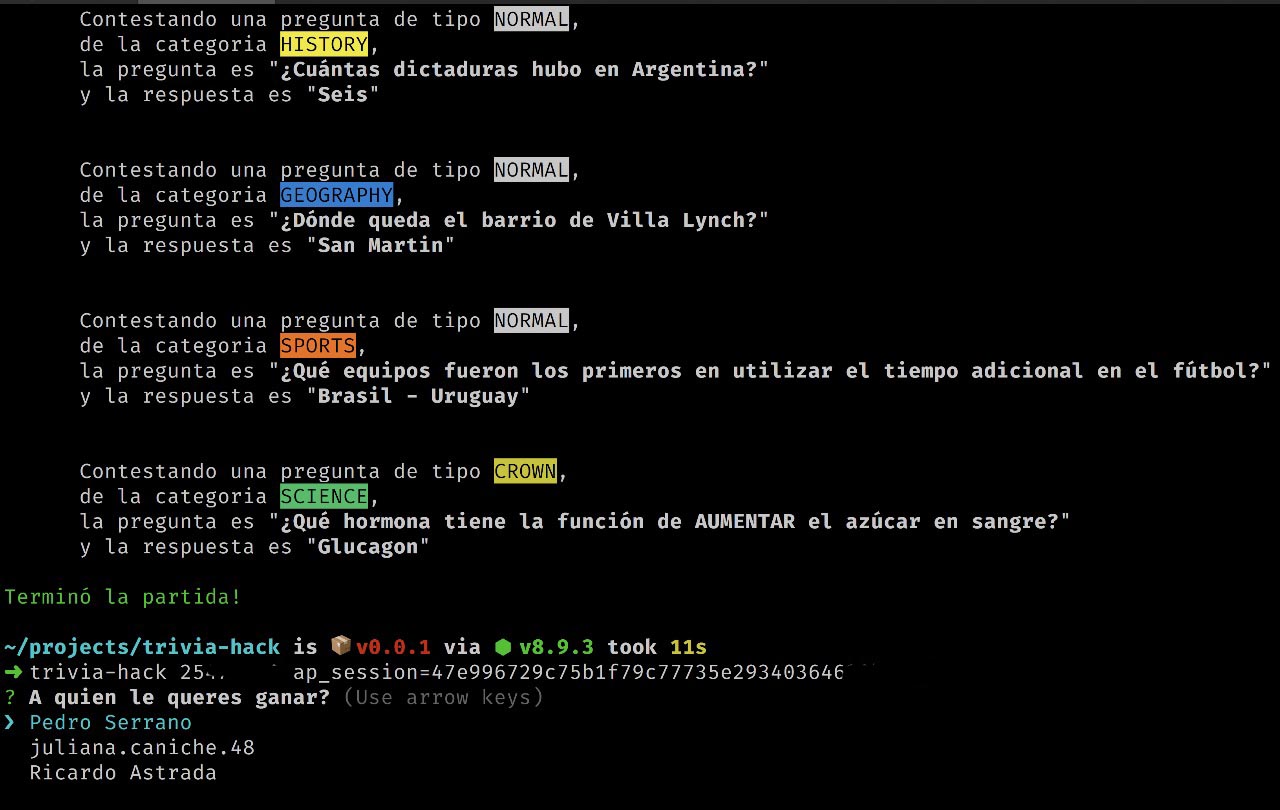 Contestando una pregunta de tipo NORMAL,
de la categoria HISTORY,
la pregunta es "¿Cuántas dictaduras hubo en Argentina?"
y la respuesta es "Seis"
Contestando una pregunta de tipo NORMAL,
de la categoria GEOGRAPHY,
la pregunta es "¿Dónde queda el barrio de Villa Lynch?"
y la respuesta es "San Martin"
Contestando una pregunta de tipo NORMAL,
de la categoria SPORTS,
la pregunta es "¿Qué equipos fueron los primeros en utilizar el tiempo adicional en el fútbol?"
y la respuesta es "Brasil - Uruguay"
Contestando una pregunta de tipo CROWN,
de la categoria SCIENCE,
la pregunta es "¿Qué hormona tiene la función de AUMENTAR el azúcar en sangre?"
y la respuesta es "Glucagon"
Terminó la partida!
~/projects/trivia-hack is 📦 v0.0.1 via ⬢ v8.9.3 took 11s
➜ trivia-hack ap_session=47e996729c75b1f79c77735e293403646
? A quien le queres ganar? (Use arrow keys)
❯ Pedro Serrano
juliana.caniche.48
Ricardo Astrada